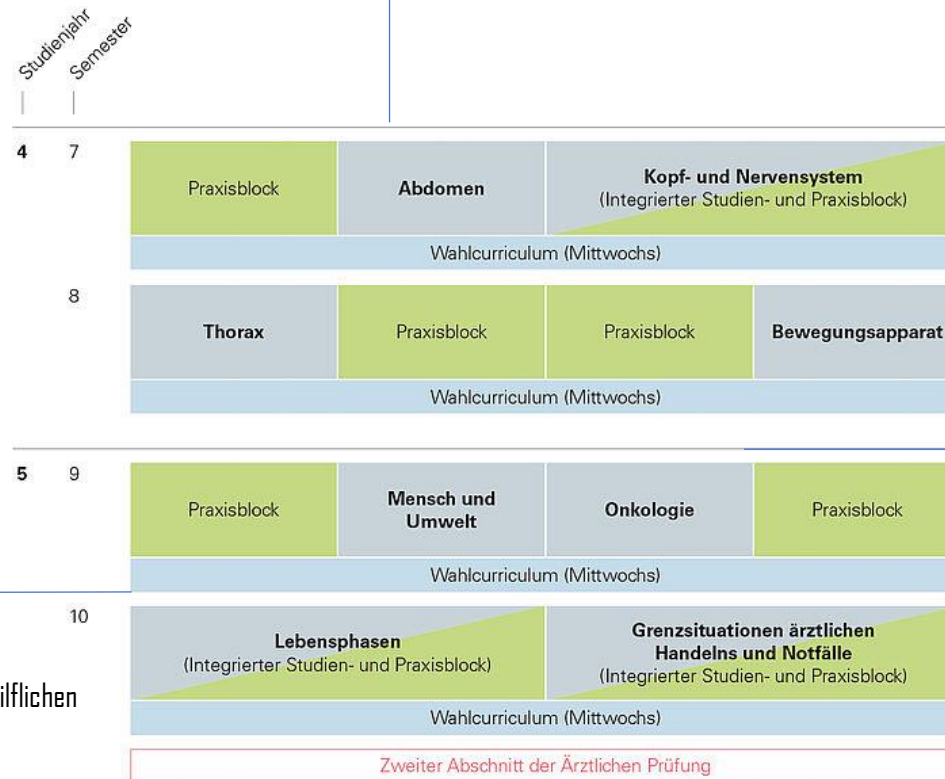 Studienjahr
Semester
4 7
Praxisblock
Abdomen
Kopf- und Nervensystem
(Integrierter Studien- und Praxisblock)
Wahlcurriculum (Mittwochs)
8
Thorax
Praxisblock
Praxisblock
Bewegungsapparat
Wahlcurriculum (Mittwochs)
5 9
Praxisblock
Mensch und
Umwelt
Onkologie
Praxisblock
Wahlcurriculum (Mittwochs)
10
Lebensphasen
(Integrierter Studien- und Praxisblock)
Grenzsituationen ärztlichen
Handelns und Notfälle
(Integrierter Studien- und Praxisblock)
ilflichen
Wahlcurriculum (Mittwochs)
Zweiter Abschnitt der Ärztlichen Prüfung